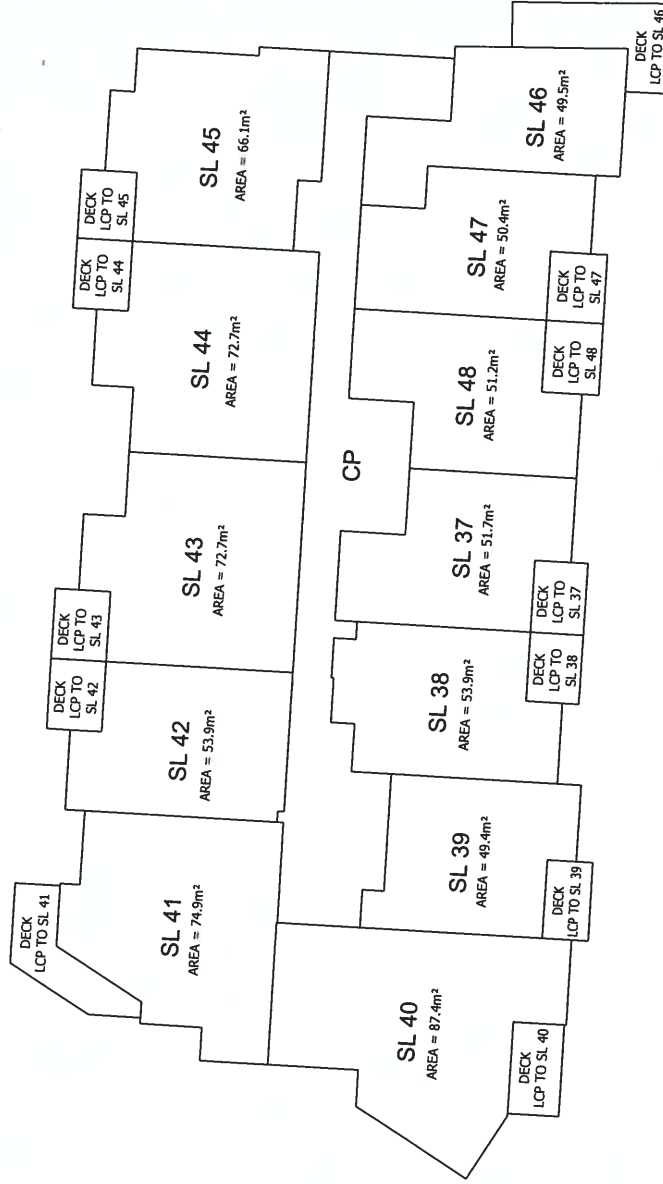 DECK
LCP TO SL 46
SL 45
AREA = 66.1m²
SL 46
AREA = 49.5m²
DECK
LCP TO
SL 45
DECK
LCP TO
SL 44
SL 47
AREA = 50.4m²
DECK
LCP TO
SL 47
SL 44
AREA = 72.7m²
SL 48
AREA = 51.2m²
DECK
LCP TO
SL 48
CP
SL 43
AREA = 72.7m²
SL 37
AREA = 51.7m²
DECK
LCP TO
SL 37
DECK
LCP TO
SL 43
DECK
LCP TO
SL 42
SL 38
AREA = 53.9m²
DECK
LCP TO
SL 38
SL 42
AREA = 53.9m²
SL 39
AREA = 49.4m²
DECK
LCP TO SL 39
DECK
LCP TO SL 41
SL 41
AREA = 74.9m²
SL 40
AREA = 87.4m²
DECK
LCP TO SL 40